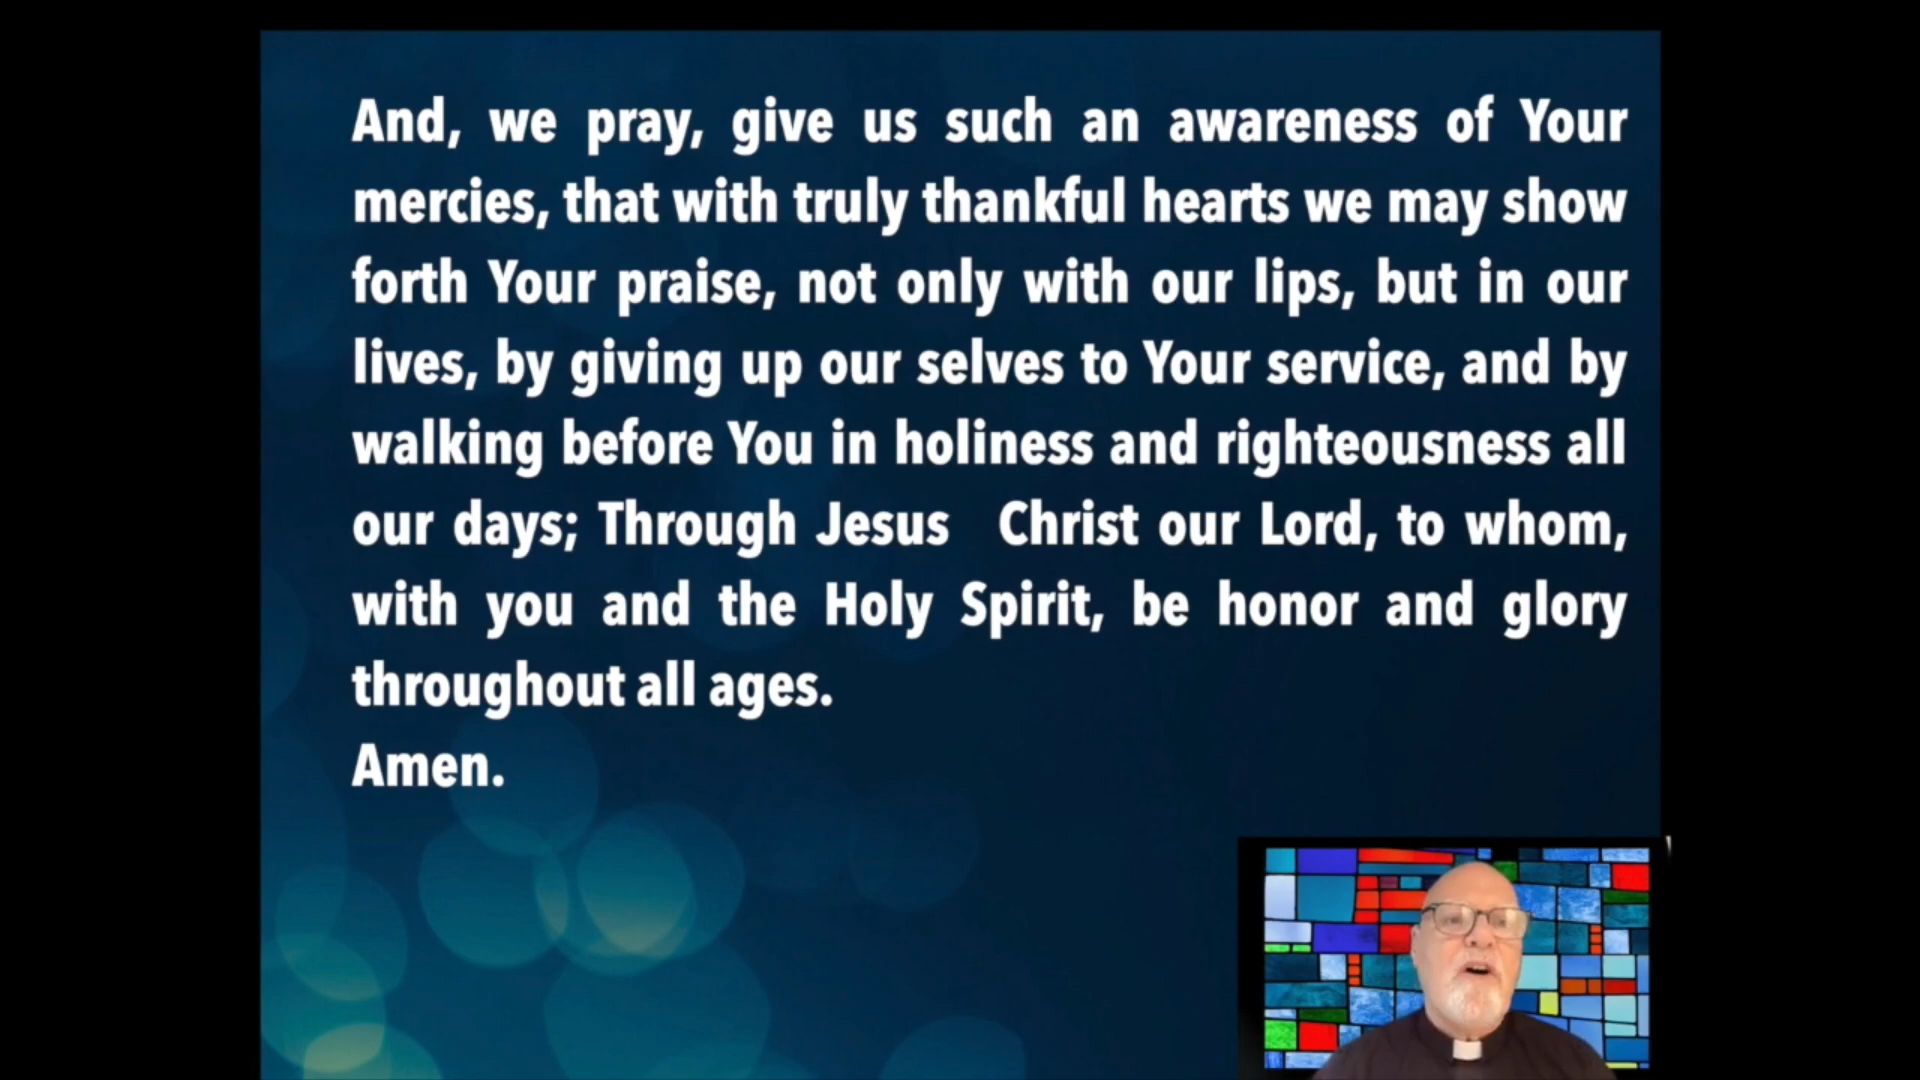 And, we pray, give us such an awareness of Your
mercies, that with truly thankful hearts we may show
forth Your praise, not only with our lips, but in our
lives, by giving up our selves to Your service, and by
walking before You in holiness and righteousness all
our days; Through Jesus  Christ our Lord, to whom,
with you and the Holy Spirit, be honor and glory
throughout all ages.
Amen.